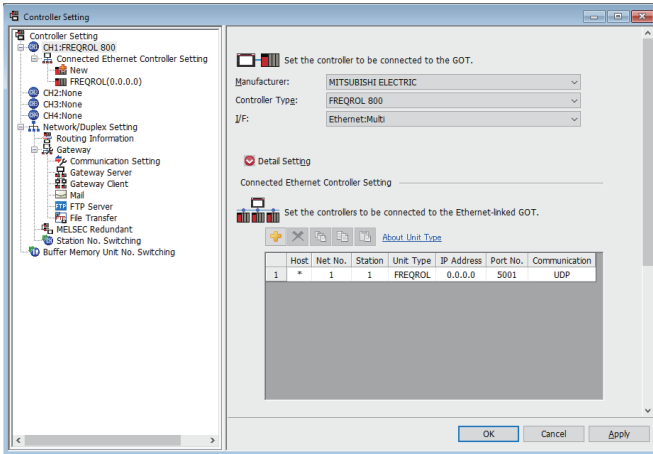 Controller Setting
Controller Setting
CH1:FREQROL 800
Connected Ethernet Controller Setting
New
FREQROL(0.0.0.0)
CH2:None
CH3:None
CH4:None
Network/Duplex Setting
Routing Information
Gateway
Communication Setting
Gateway Server
Gateway Client
Mail
FTP FTP Server
File Transfer
MELSEC Redundant
Station No. Switching
Buffer Memory Unit No. Switching
Set the controller to be connected to the GOT.
Manufacturer: MITSUBISHI ELECTRIC
Controller Type: FREQROL 800
I/F: Ethernet:Multi
Detail Setting
Connected Ethernet Controller Setting
Set the controllers to be connected to the Ethernet-linked GOT.
About Unit Type
Host Net No. Station Unit Type IP Address Port No. Communication
1 * 1 1 FREQROL 0.0.0.0 5001 UDP
OK Cancel Apply